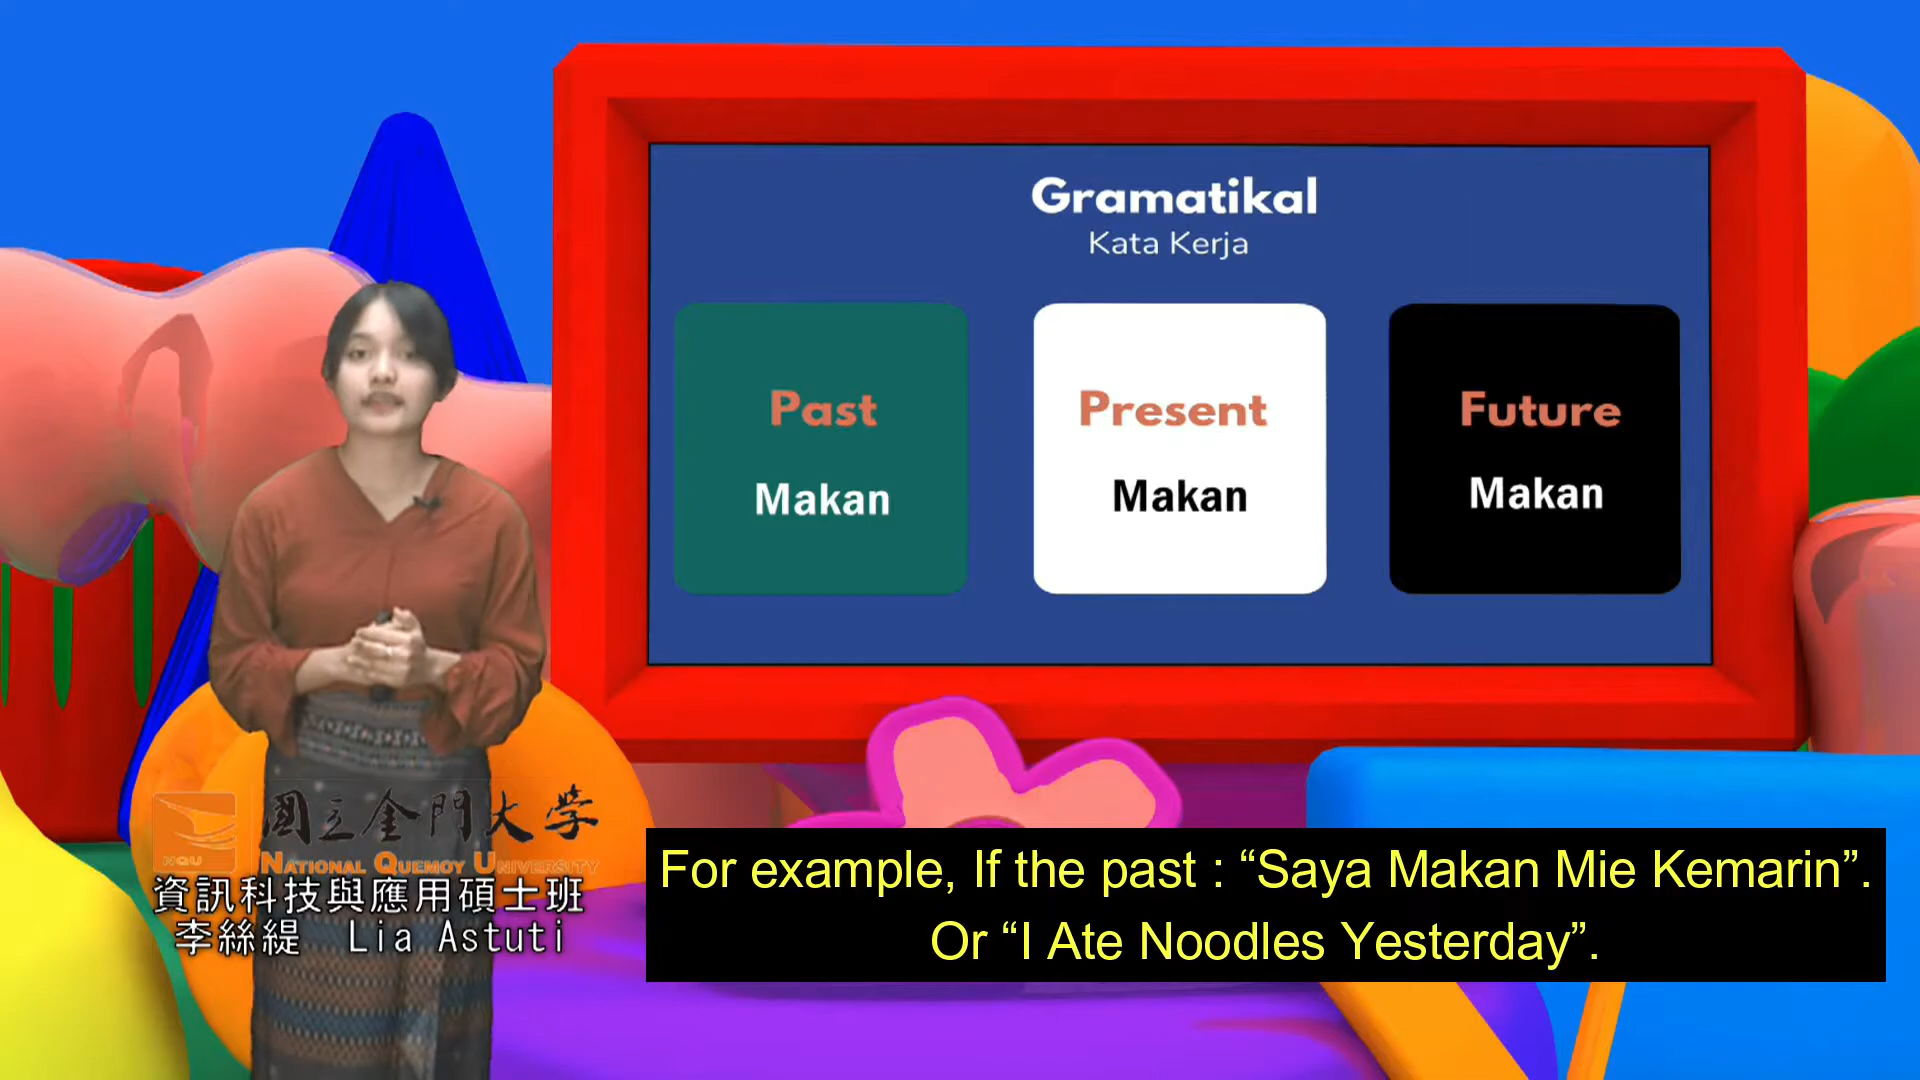 Gramatikal
Kata Kerja
Past
Makan
Present
Makan
Future
Makan
國立金門大學
NQU
NATIONAL QUEMOY UNIVERSITY
資訊科技與應用碩士班
李絲緹 Lia Astuti
For example, If the past : “Saya Makan Mie Kemarin”.
Or “I Ate Noodles Yesterday”.